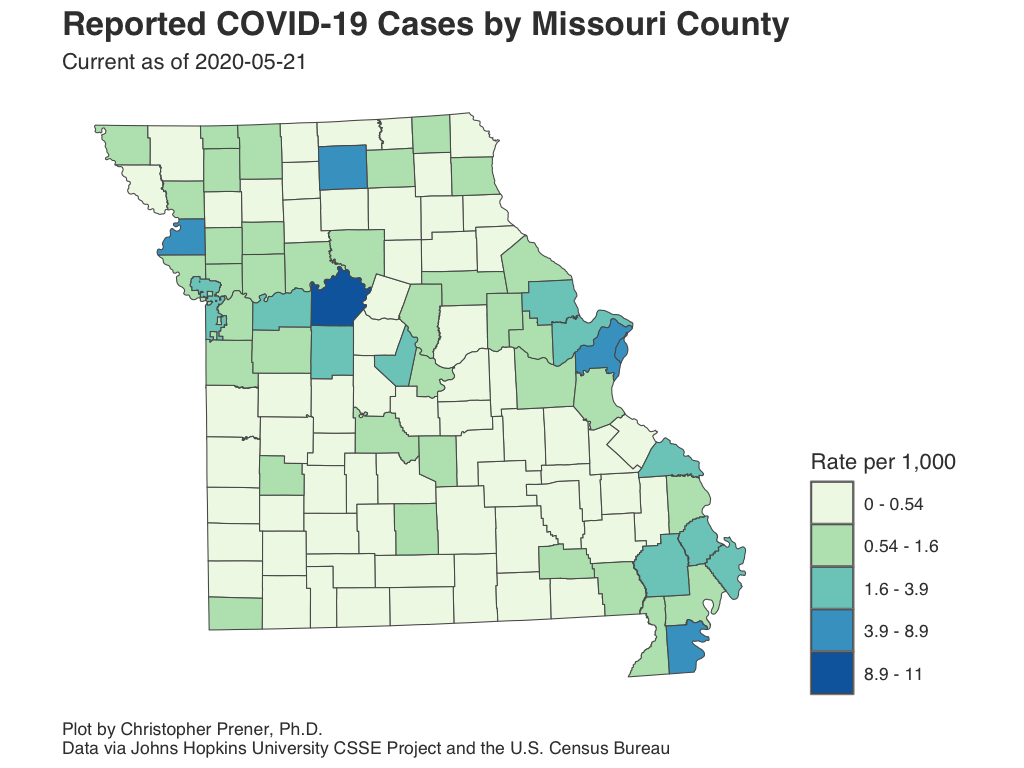 Reported COVID-19 Cases by Missouri County
Current as of 2020-05-21
Rate per 1,000
0 - 0.54
0.54 - 1.6
1.6 - 3.9
3.9 - 8.9
8.9 - 11
Plot by Christopher Prener, Ph.D.
Data via Johns Hopkins University CSSE Project and the U.S. Census Bureau